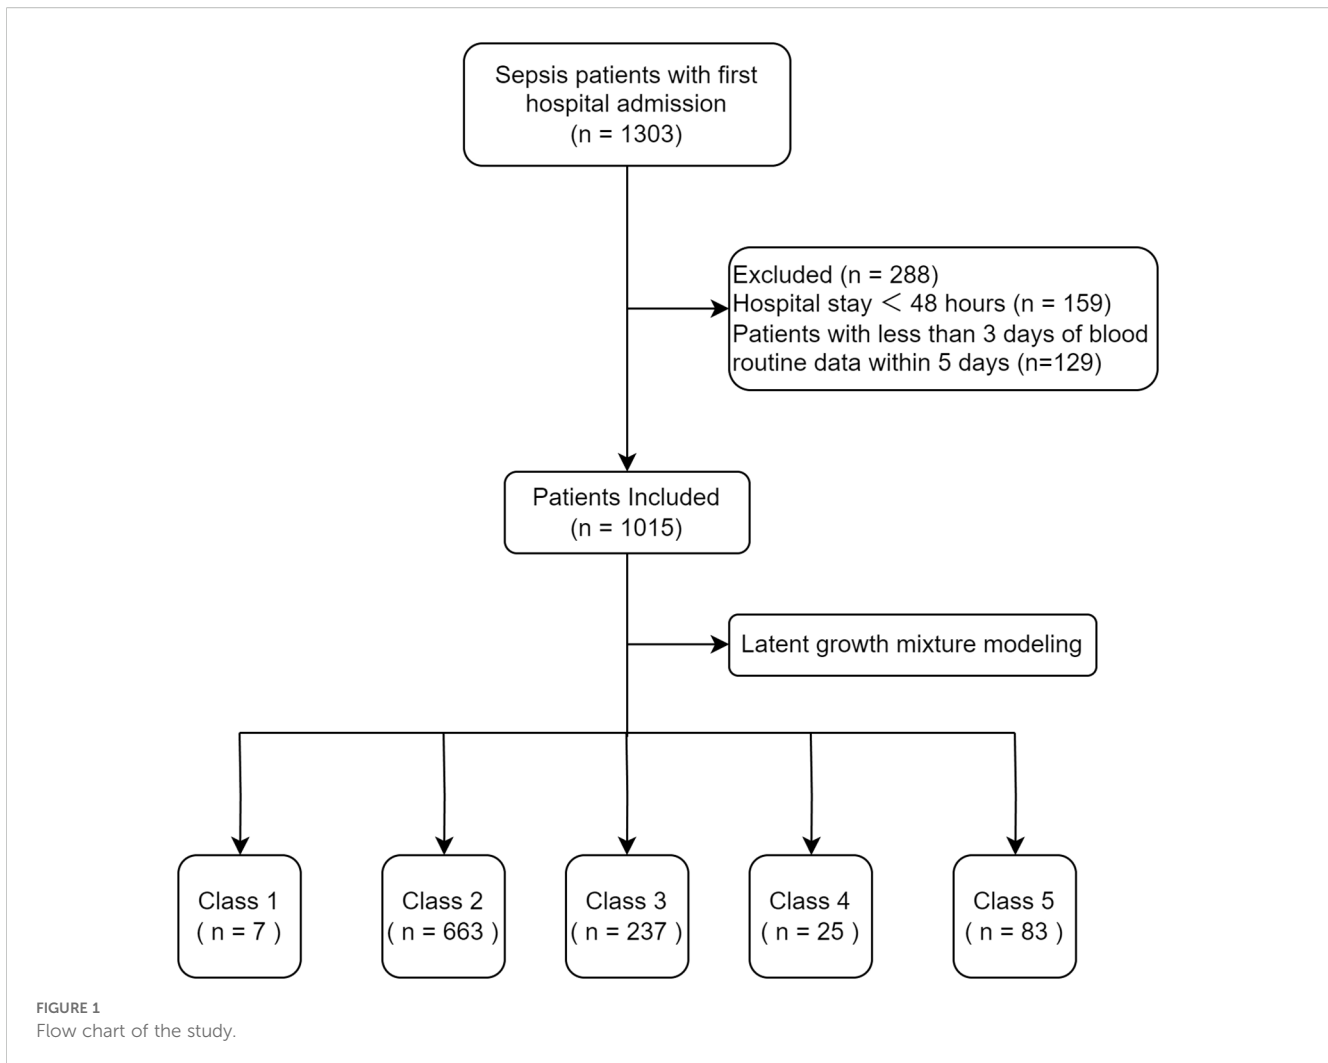 Sepsis patients with first
hospital admission
(n = 1303)
Excluded (n = 288)
Hospital stay < 48 hours (n = 159)
Patients with less than 3 days of blood
routine data within 5 days (n=129)
Patients Included
(n = 1015)
Latent growth mixture modeling
Class 1
( n = 7 )
Class 2
( n = 663 )
Class 3
( n = 237 )
Class 4
( n = 25 )
Class 5
( n = 83 )
FIGURE 1
Flow chart of the study.